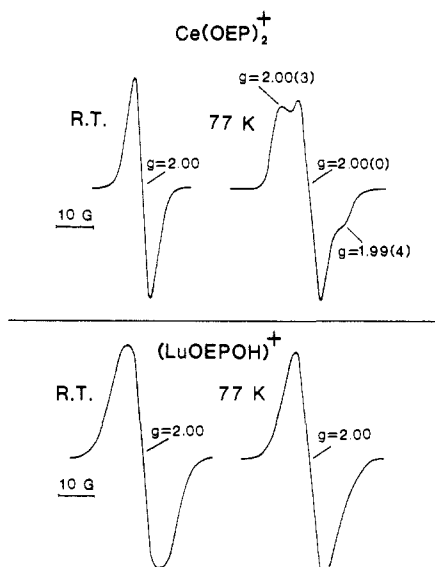 Ce(OEP)₂⁺
g=2.00(3)
R.T.
77 K
g=2.00
g=2.00(0)
10 G
g=1.99(4)
(LuOEPOH)⁺
R.T.
77 K
g=2.00
g=2.00
10 G